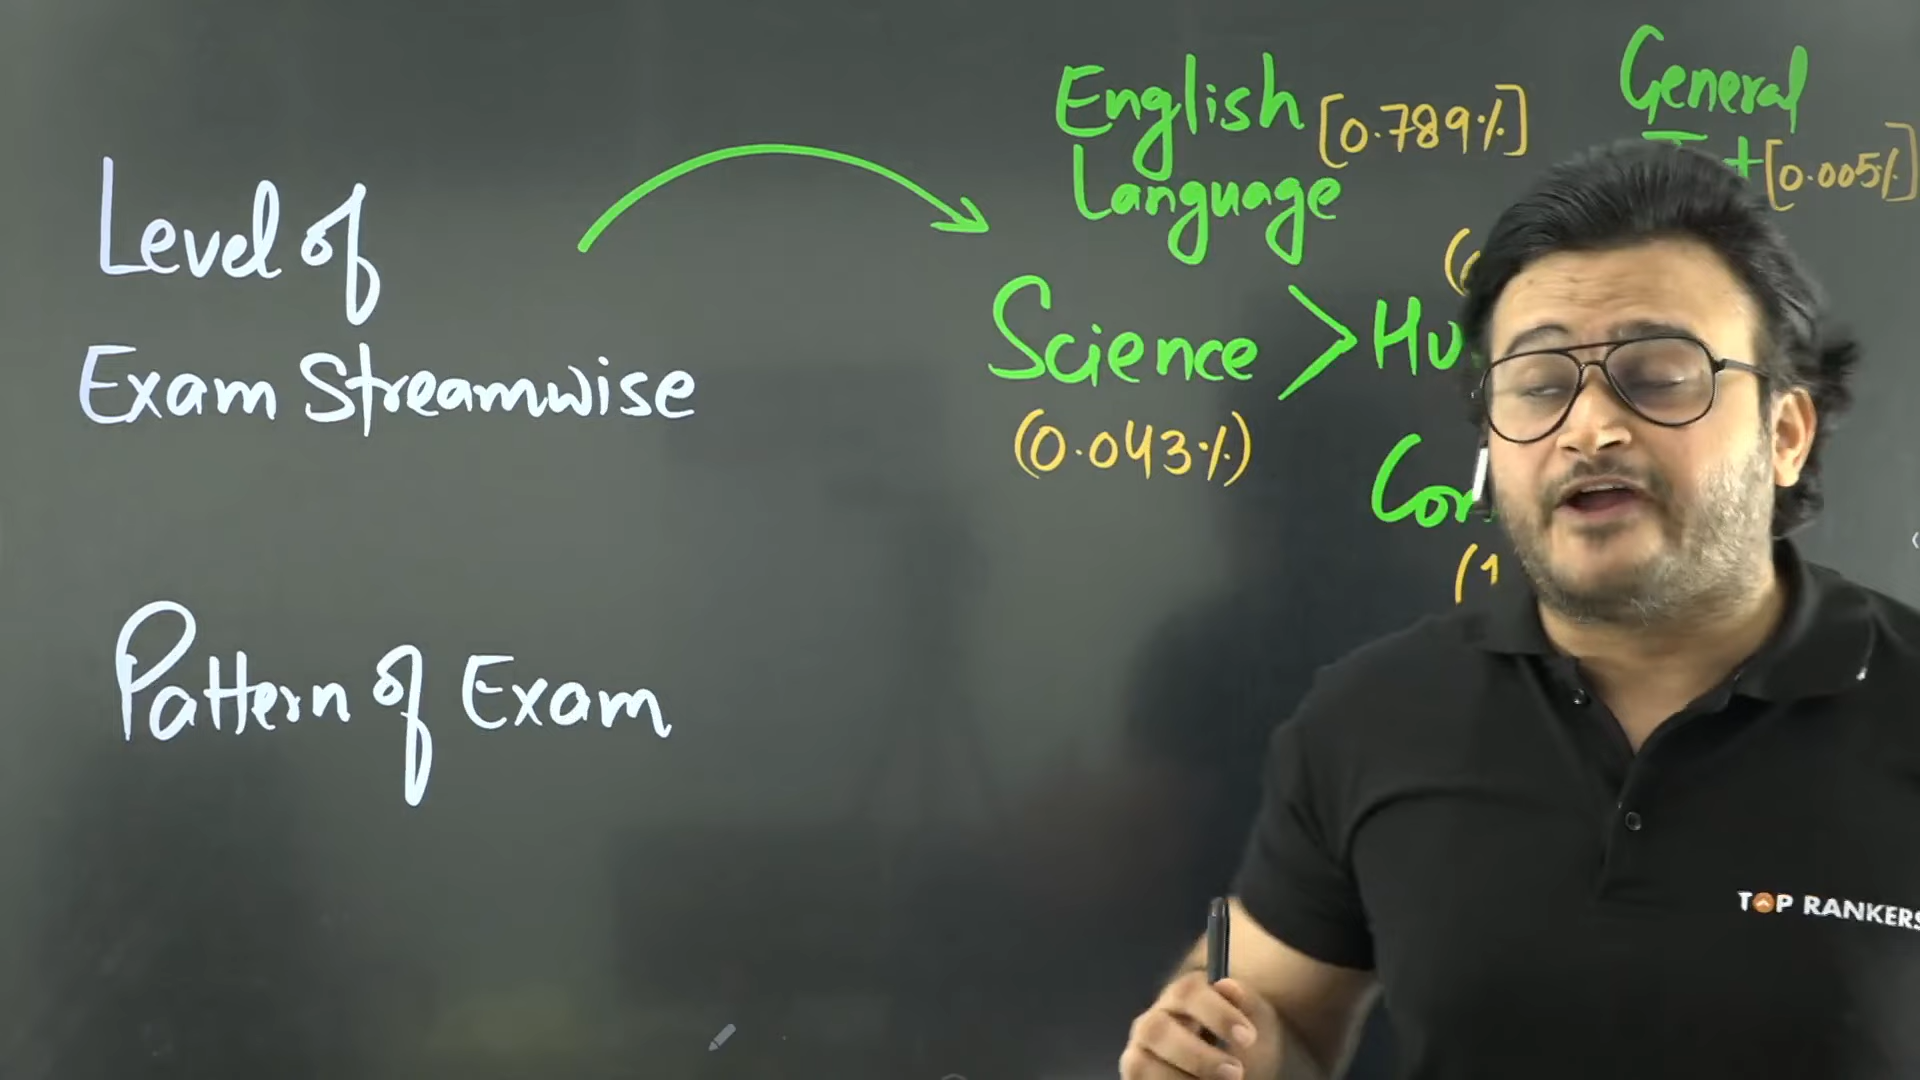 English [0.789%]
Language
General
[0.005%]
Level of
Exam Streamwise
Science >
(0.043%)
Pattern of Exam
TOP RANKERS